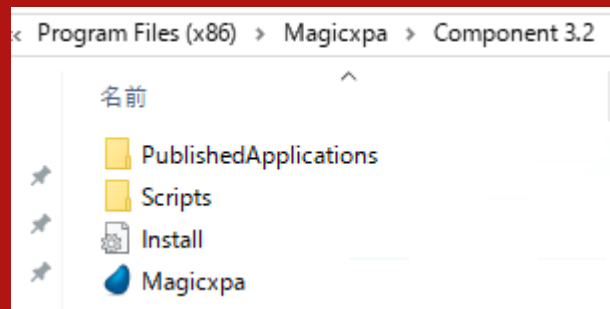 « Program Files (x86) > Magicxpa > Component 3.2
名前
PublishedApplications
Scripts
Install
Magicxpa